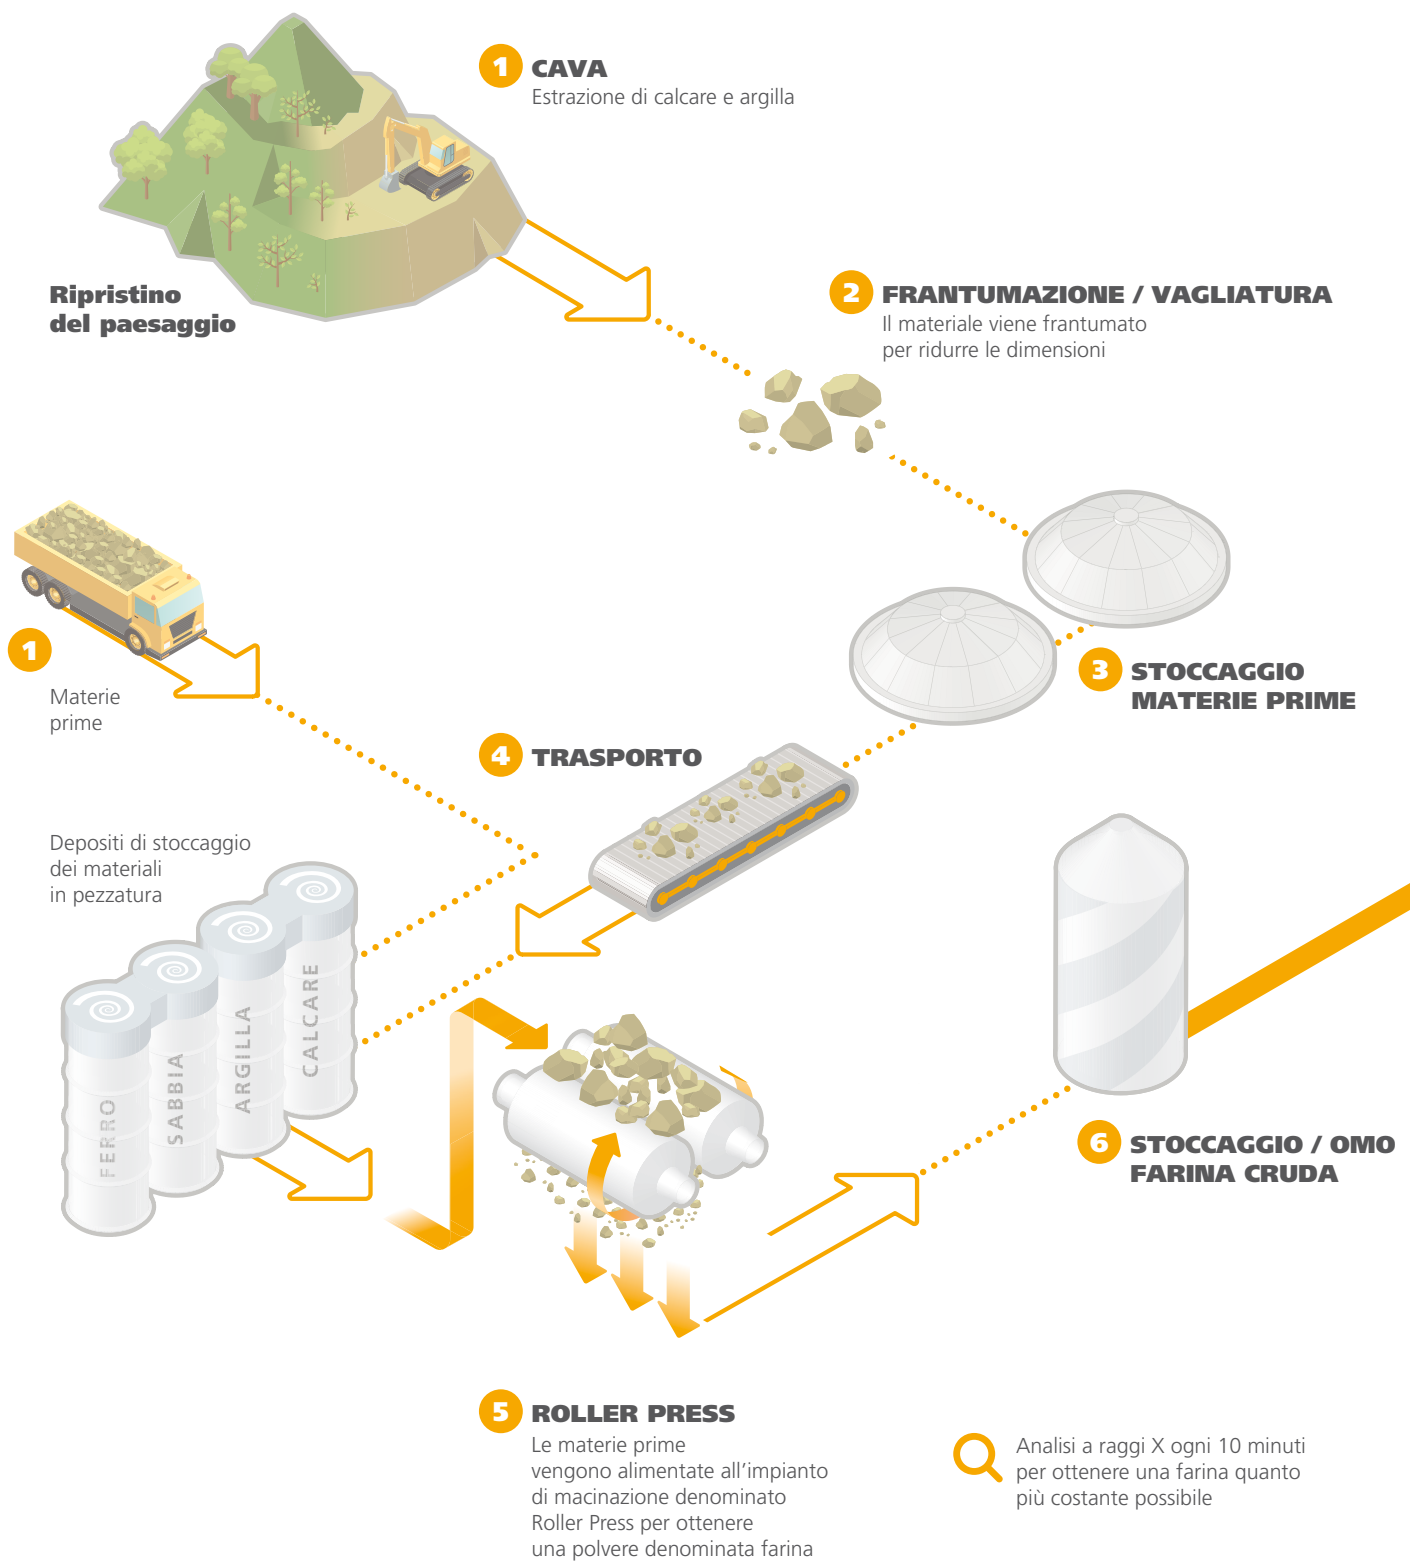 1 CAVA
Estrazione di calcare e argilla
Ripristino
del paesaggio
2 FRANTUMAZIONE / VAGLIATURA
Il materiale viene frantumato
per ridurre le dimensioni
1
Materie
prime
3 STOCCAGGIO
MATERIE PRIME
4 TRASPORTO
Depositi di stoccaggio
dei materiali
in pezzatura
FERRO
SABBIA
ARGILLA
CALCARE
6 STOCCAGGIO / OMO
FARINA CRUDA
5 ROLLER PRESS
Le materie prime
vengono alimentate all'impianto
di macinazione denominato
Roller Press per ottenere
una polvere denominata farina
Analisi a raggi X ogni 10 minuti
per ottenere una farina quanto
più costante possibile